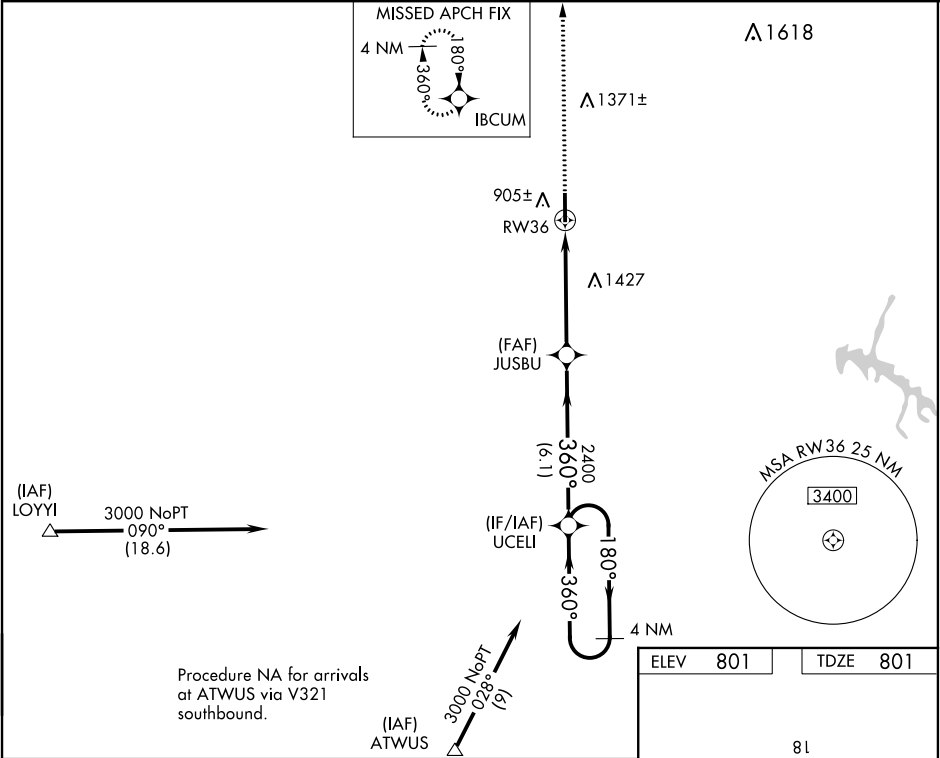 MISSED APCH FIX
4 NM
180°
360°
IBCUM
1618
1371±
905±
RW36
1427
(FAF)
JUSBU
2400
360°
(6.1)
MSA RW36 25 NM
3400
(IAF)
LOYYI
3000 NoPT
090°
(18.6)
(IF/IAF)
UCELI
180°
360°
4 NM
3000 NoPT
028°
(9)
Procedure NA for arrivals
at ATWUS via V321
southbound.
(IAF)
ATWUS
ELEV 801
TDZE 801
18